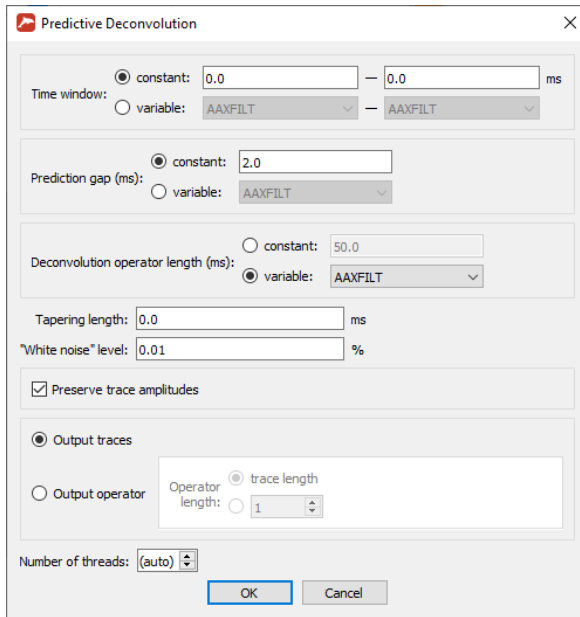 Predictive Deconvolution
Time window:
constant: 0.0 — 0.0 ms
variable: AAXFILT — AAXFILT
Prediction gap (ms):
constant: 2.0
variable: AAXFILT
Deconvolution operator length (ms):
constant: 50.0
variable: AAXFILT
Tapering length: 0.0 ms
"White noise" level: 0.01 %
Preserve trace amplitudes
Output traces
Output operator
Operator length:
trace length
1
Number of threads: (auto)
OK Cancel